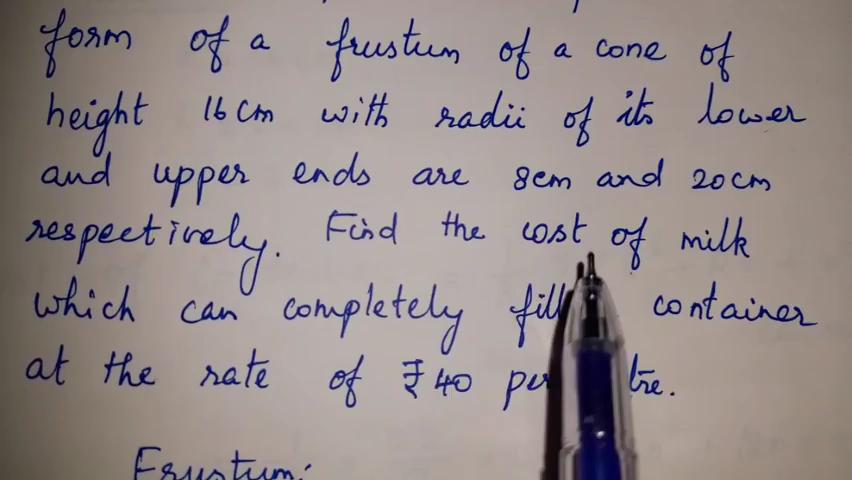 form of a frustum of a cone of
height 16cm with radii of its lower
and upper ends are 8cm and 20cm
respectively. Find the cost of milk
which can completely fill container
at the rate of ₹40 per
Frustum: